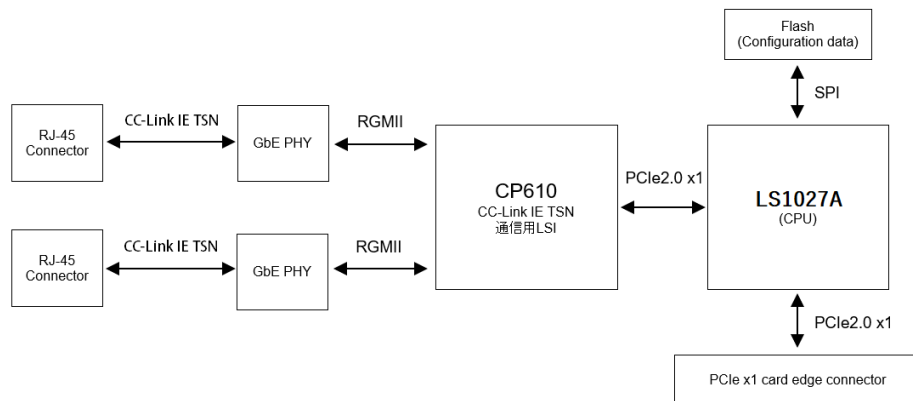 Flash
(Configuration data)
SPI
RJ-45
Connector
CC-Link IE TSN
GbE PHY
RGMII
CP610
CC-Link IE TSN
通信用LSI
PCIe2.0 x1
LS1027A
(CPU)
RJ-45
Connector
CC-Link IE TSN
GbE PHY
RGMII
PCIe2.0 x1
PCIe x1 card edge connector